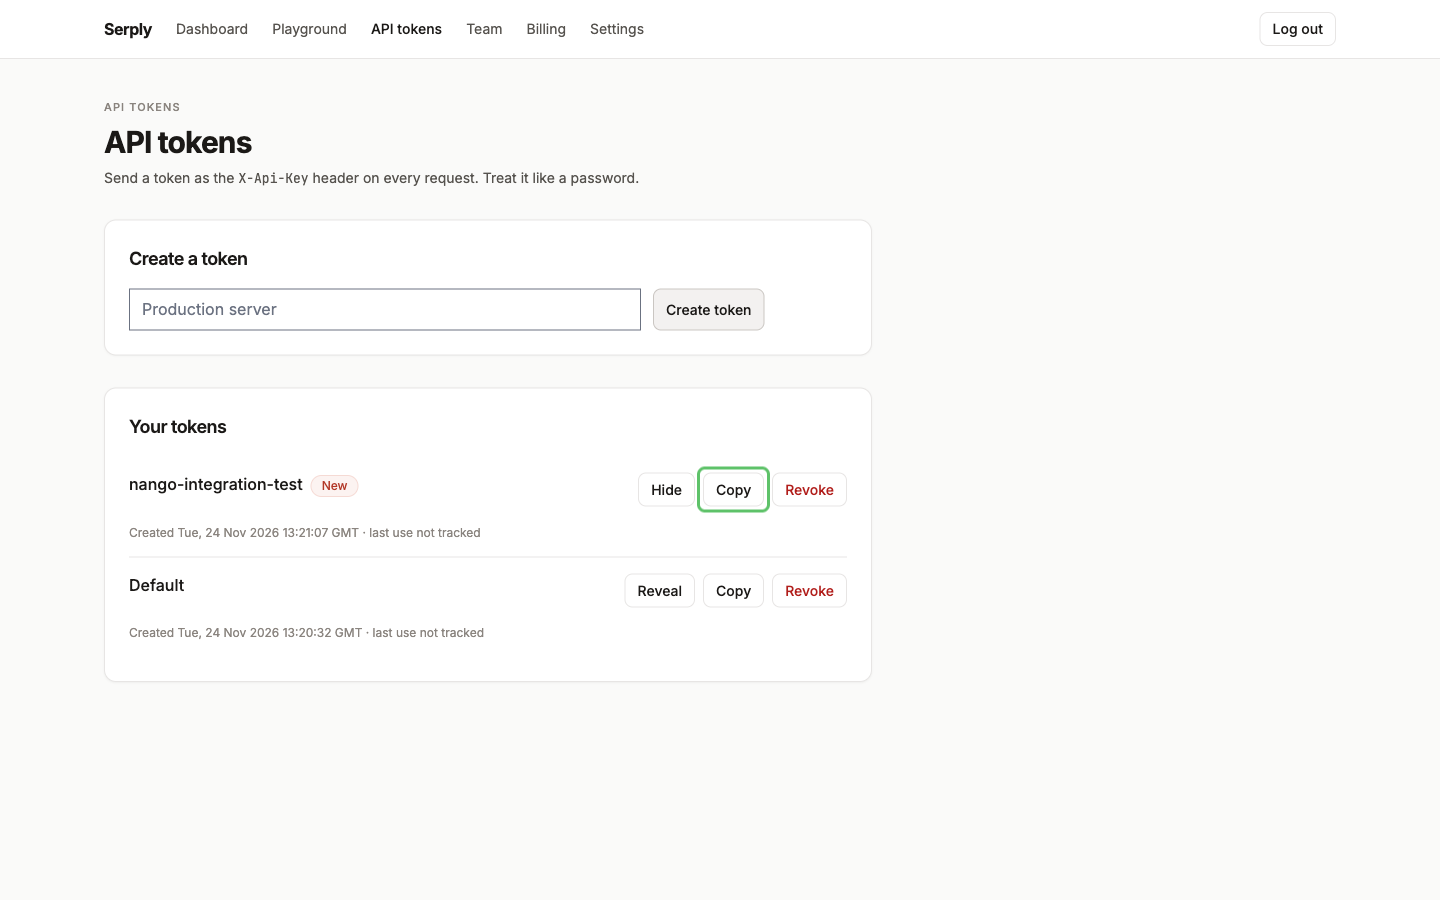 Serply Dashboard Playground API tokens Team Billing Settings Log out
API TOKENS
API tokens
Send a token as the X-Api-Key header on every request. Treat it like a password.
Create a token
Production server Create token
Your tokens
nango-integration-test New Hide Copy Revoke
Created Tue, 24 Nov 2026 13:21:07 GMT · last use not tracked
Default Reveal Copy Revoke
Created Tue, 24 Nov 2026 13:20:32 GMT · last use not tracked